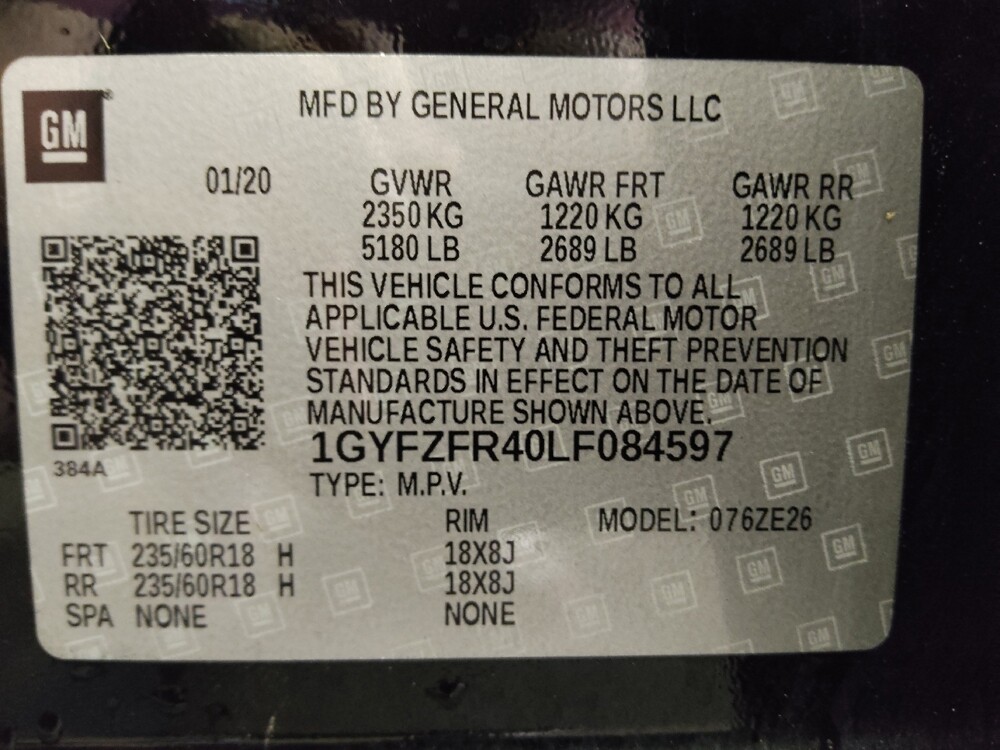 GM
MFD BY GENERAL MOTORS LLC
01/20 GVWR GAWR FRT GAWR RR
2350 KG 1220 KG 1220 KG
5180 LB 2689 LB 2689 LB
THIS VEHICLE CONFORMS TO ALL
APPLICABLE U.S. FEDERAL MOTOR
VEHICLE SAFETY AND THEFT PREVENTION
STANDARDS IN EFFECT ON THE DATE OF
MANUFACTURE SHOWN ABOVE.
1GYFZFR40LF084597
384A
TYPE: M.P.V.
TIRE SIZE RIM MODEL: 076ZE26
FRT 235/60R18 H 18X8J
RR 235/60R18 H 18X8J
SPA NONE NONE